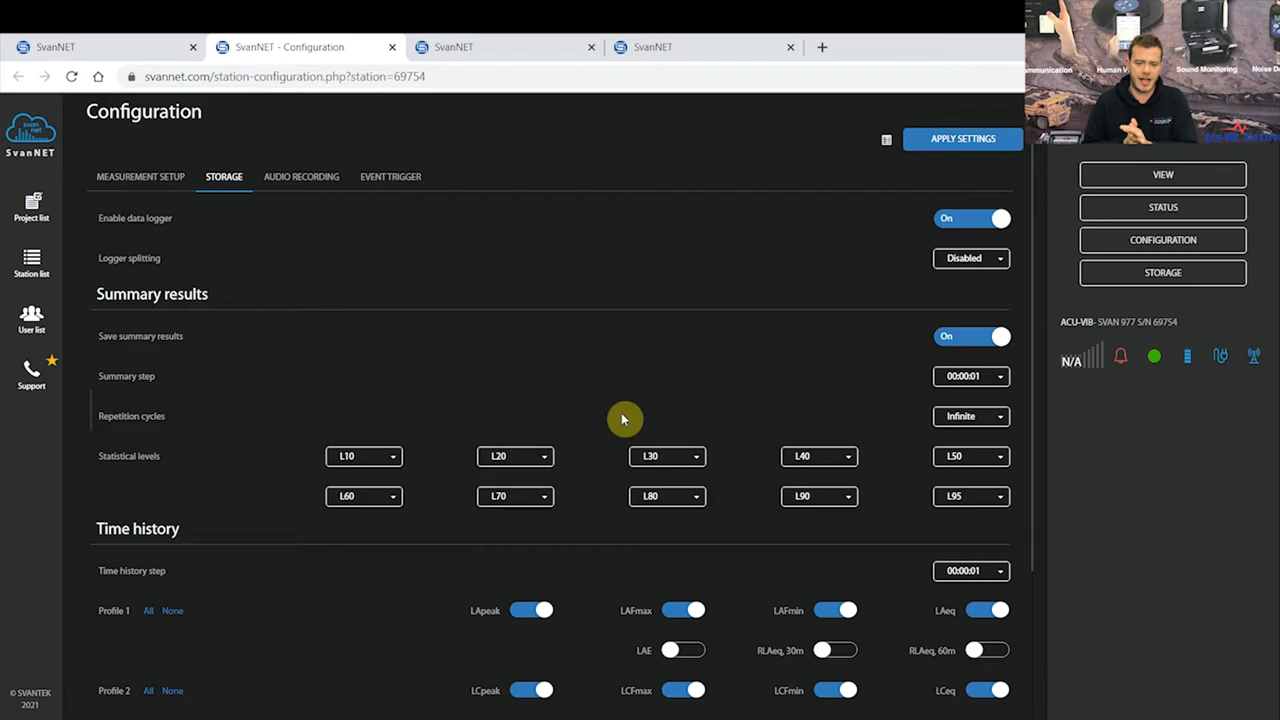 SvanNET
SvanNET - Configuration
SvanNET
SvanNET
svannet.com/station-configuration.php?station=69754
Human V
Sound Monitoring
svan
net
SvanNET
Project list
Station list
User list
Support
© SVANTEK
2021
Configuration
APPLY SETTINGS
MEASUREMENT SETUP
STORAGE
AUDIO RECORDING
EVENT TRIGGER
Enable data logger
On
Logger splitting
Disabled
Summary results
Save summary results
On
Summary step
00:00:01
Repetition cycles
Infinite
Statistical levels
L10
L20
L30
L40
L50
L60
L70
L80
L90
L95
Time history
Time history step
00:00:01
Profile 1
All
None
LApeak
LAFmax
LAFmin
LAeq
LAE
RLAeq, 30m
RLAeq, 60m
Profile 2
All
None
LCpeak
LCFmax
LCFmin
LCeq
VIEW
STATUS
CONFIGURATION
STORAGE
ACU-VIB- SVAN 977 S/N 69754
N/A